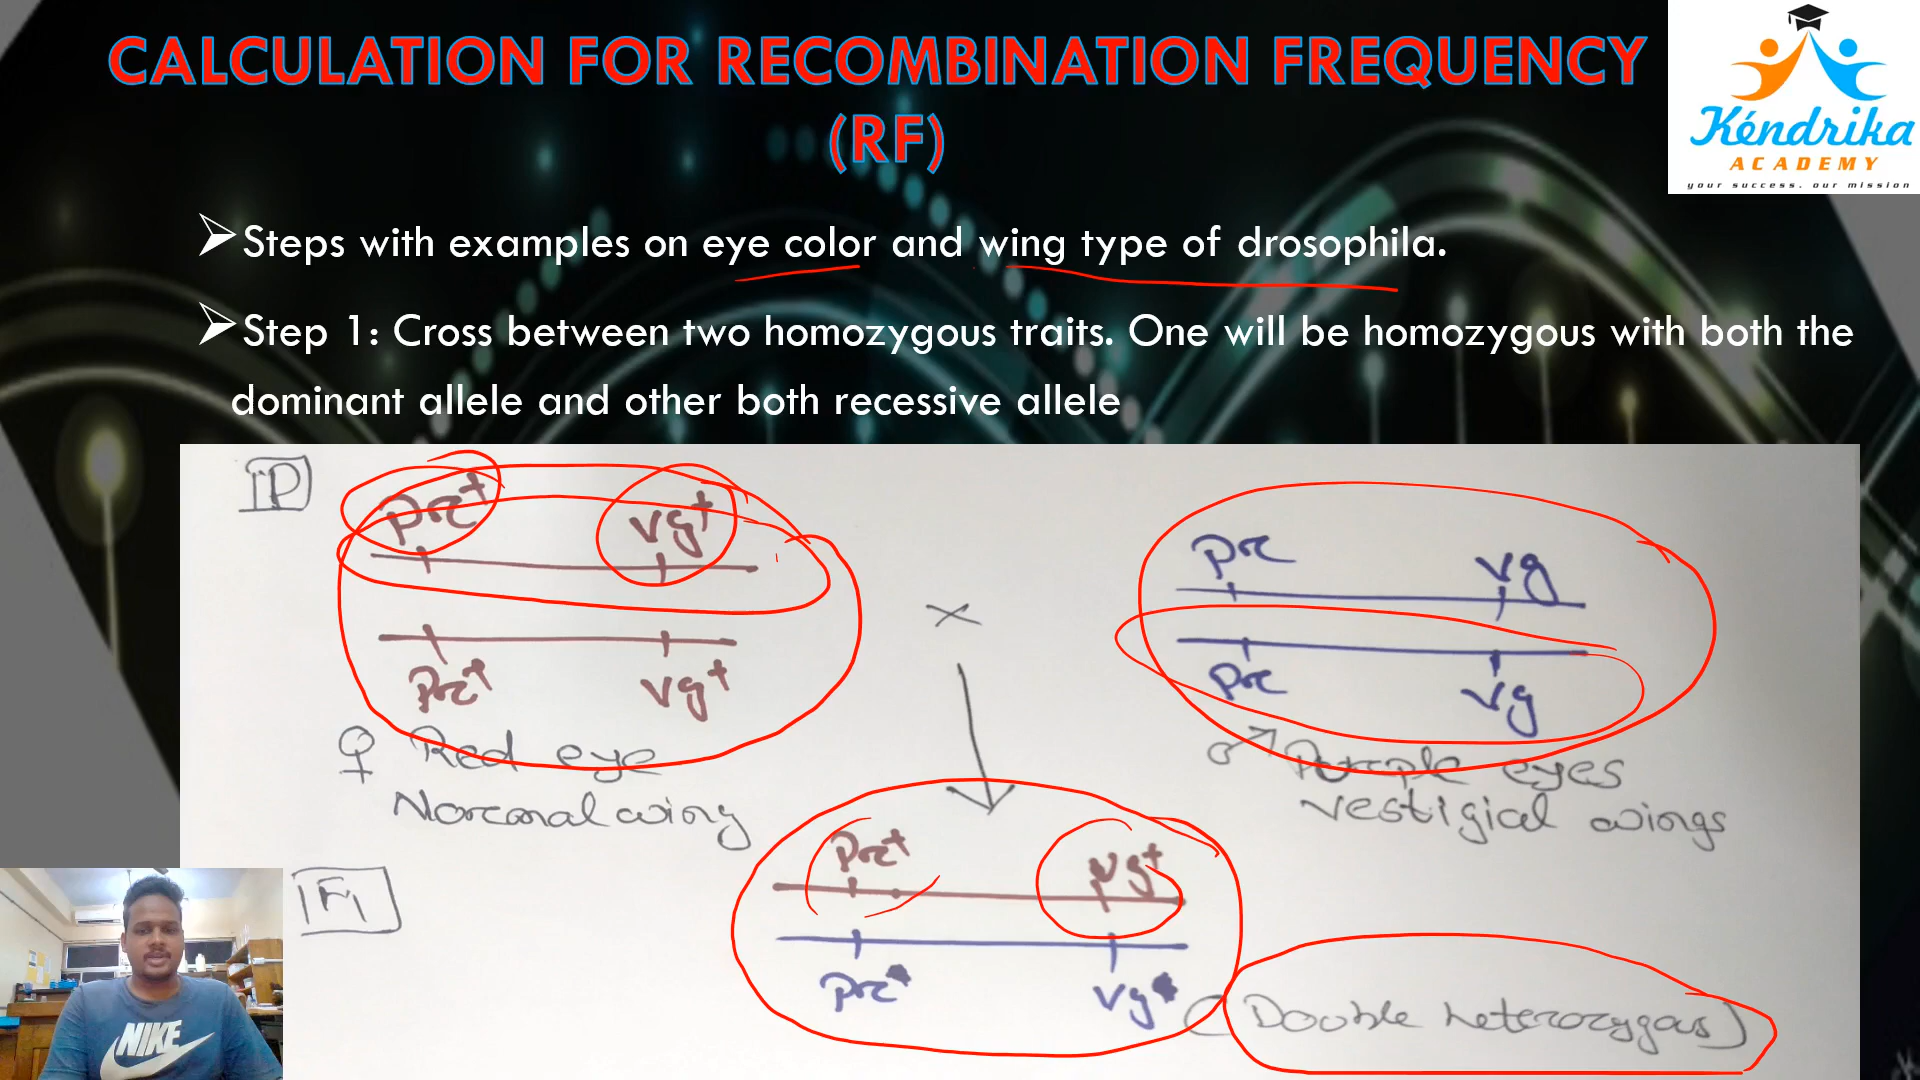 CALCULATION FOR RECOMBINATION FREQUENCY
(RF)
Kéndrika
ACADEMY
your success, our mission
Steps with examples on eye color and wing type of drosophila.
Step 1: Cross between two homozygous traits. One will be homozygous with both the
dominant allele and other both recessive allele
P
pr+ vg+
pr vg
×
pr+ vg+
pr vg
♀ Red eye
Normal wing
♂ Purple eyes
vestigial wings
F1
pr+ vg+
pr vg
(Double heterozygas)
NIKE